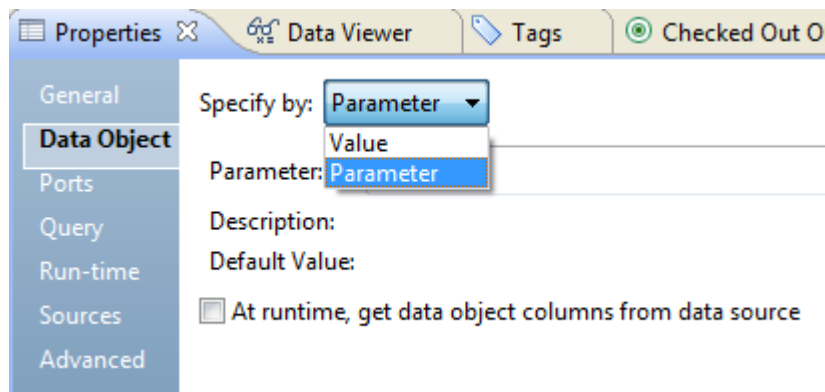 Properties Data Viewer Tags Checked Out O
General
Data Object
Ports
Query
Run-time
Sources
Advanced
Specify by: Parameter
Value
Parameter: Parameter
Description:
Default Value:
At runtime, get data object columns from data source